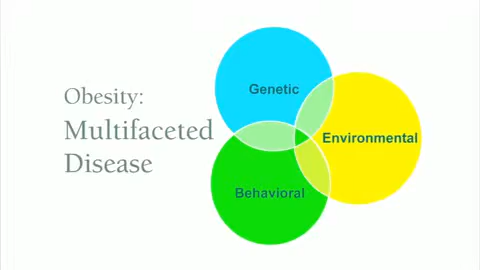 Obesity:
Multifaceted
Disease
Genetic
Environmental
Behavioral